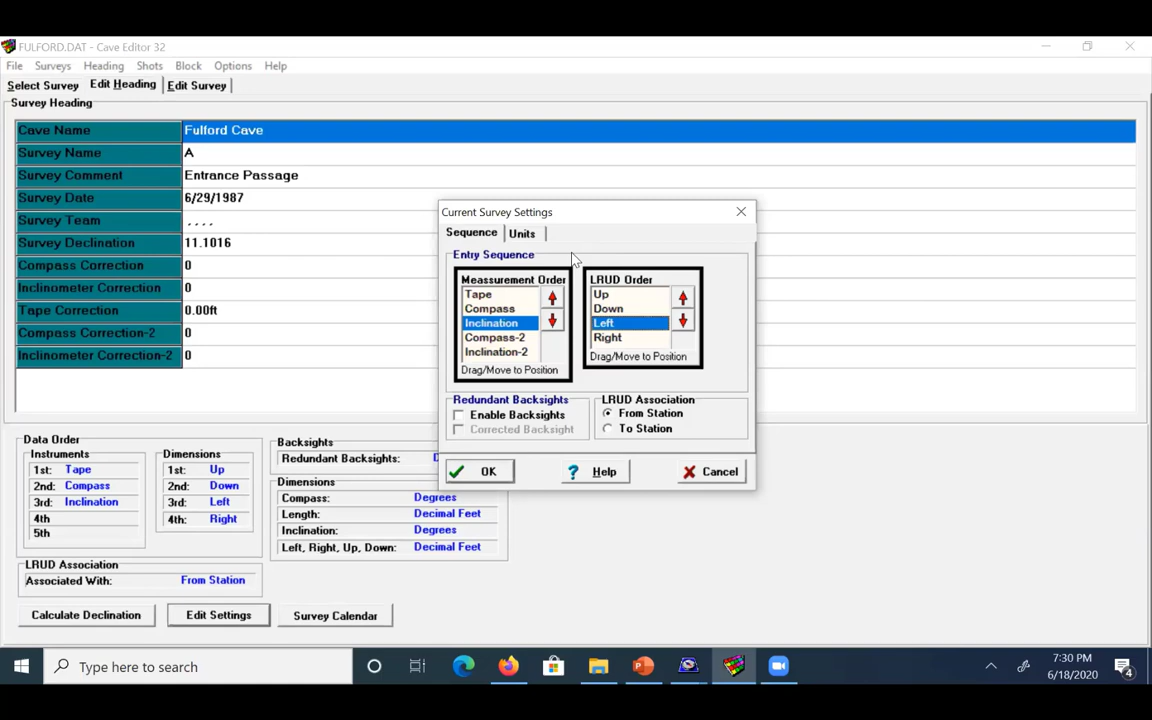 FULFORD.DAT - Cave Editor 32
File Surveys Heading Shots Block Options Help
Select Survey Edit Heading Edit Survey
Survey Heading
Cave Name Fulford Cave
Survey Name A
Survey Comment Entrance Passage
Survey Date 6/29/1987
Survey Team , , , ,
Survey Declination 11.1016
Compass Correction 0
Inclinometer Correction 0
Tape Correction 0.00ft
Compass Correction-2 0
Inclinometer Correction-2 0
Current Survey Settings
Sequence Units
Entry Sequence
Measurement Order
Tape
Compass
Inclination
Compass-2
Inclination-2
Drag/Move to Position
LRUD Order
Up
Down
Left
Right
Drag/Move to Position
Redundant Backsights
Enable Backsights
Corrected Backsight
LRUD Association
From Station
To Station
OK Help Cancel
Data Order
Instruments
1st: Tape
2nd: Compass
3rd: Inclination
4th
5th
Dimensions
1st: Up
2nd: Down
3rd: Left
4th: Right
LRUD Association
Associated With: From Station
Backsights
Redundant Backsights:
Dimensions
Compass: Degrees
Length: Decimal Feet
Inclination: Degrees
Left, Right, Up, Down: Decimal Feet
Calculate Declination Edit Settings Survey Calendar
Type here to search
7:30 PM
6/18/2020
4